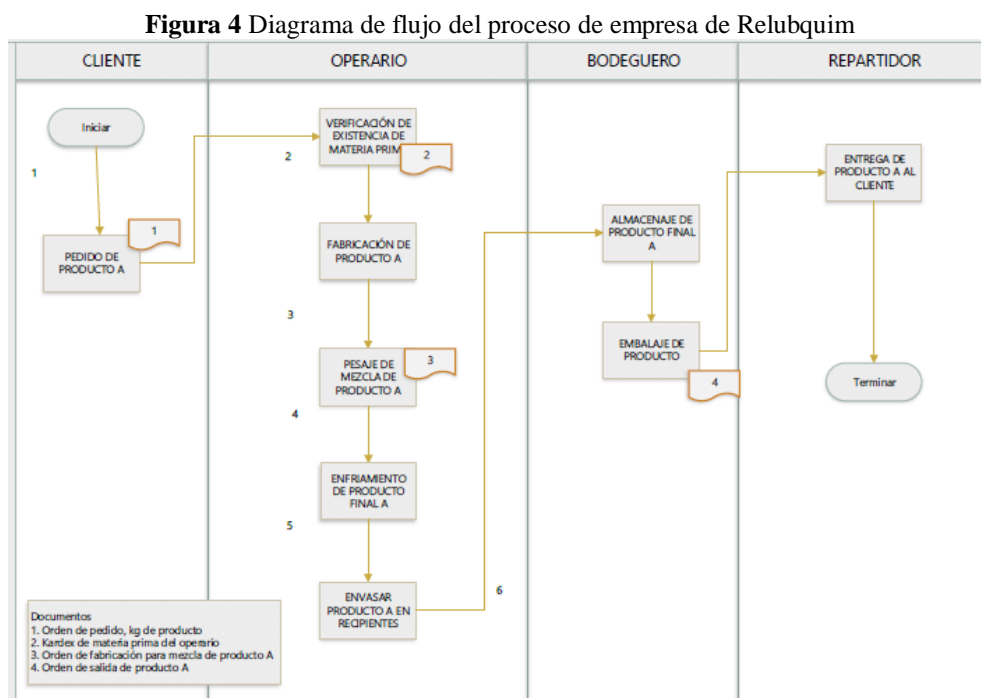 Figura 4 Diagrama de flujo del proceso de empresa de Relubquim
CLIENTE
OPERARIO
BODEGUERO
REPARTIDOR
Iniciar
1
PEDIDO DE
PRODUCTO A
1
2
VERIFICACIÓN DE
EXISTENCIA DE
MATERIA PRIM
2
FABRICACIÓN DE
PRODUCTO A
3
PESAJE DE
MEZCLA DE
PRODUCTO A
3
4
ENFRIAMIENTO
DE PRODUCTO
FINAL A
5
ENVASAR
PRODUCTO A EN
RECIPIENTES
6
ALMACENAJE DE
PRODUCTO FINAL
A
EMBALAJE DE
PRODUCTO
4
ENTREGA DE
PRODUCTO A AL
CLIENTE
Terminar
Documentos
1. Orden de pedido, kg de producto
2. Kardex de materia prima del operario
3. Orden de fabricación para mezcla de producto A
4. Orden de salida de producto A